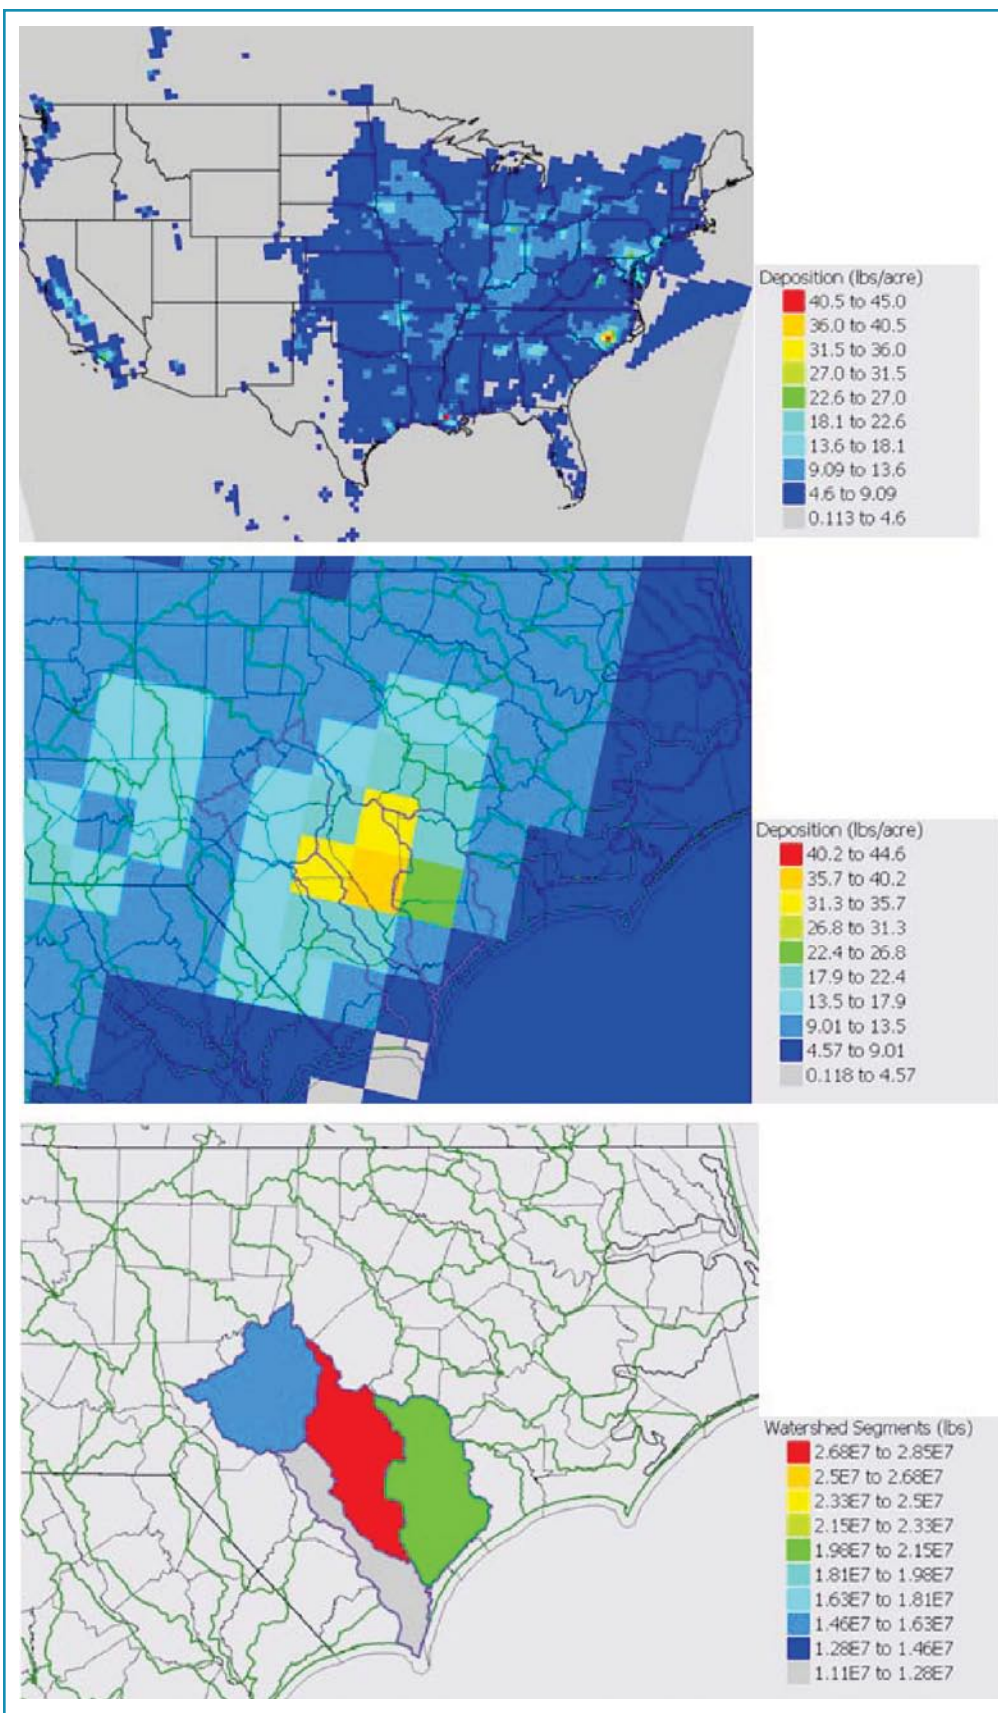 Deposition (lbs/acre)
40.5 to 45.0
36.0 to 40.5
31.5 to 36.0
27.0 to 31.5
22.6 to 27.0
18.1 to 22.6
13.6 to 18.1
9.09 to 13.6
4.6 to 9.09
0.113 to 4.6
Deposition (lbs/acre)
40.2 to 44.6
35.7 to 40.2
31.3 to 35.7
26.8 to 31.3
22.4 to 26.8
17.9 to 22.4
13.5 to 17.9
9.01 to 13.5
4.57 to 9.01
0.118 to 4.57
Watershed Segments (lbs)
2.68E7 to 2.85E7
2.5E7 to 2.68E7
2.33E7 to 2.5E7
2.15E7 to 2.33E7
1.98E7 to 2.15E7
1.81E7 to 1.98E7
1.63E7 to 1.81E7
1.46E7 to 1.63E7
1.28E7 to 1.46E7
1.11E7 to 1.28E7